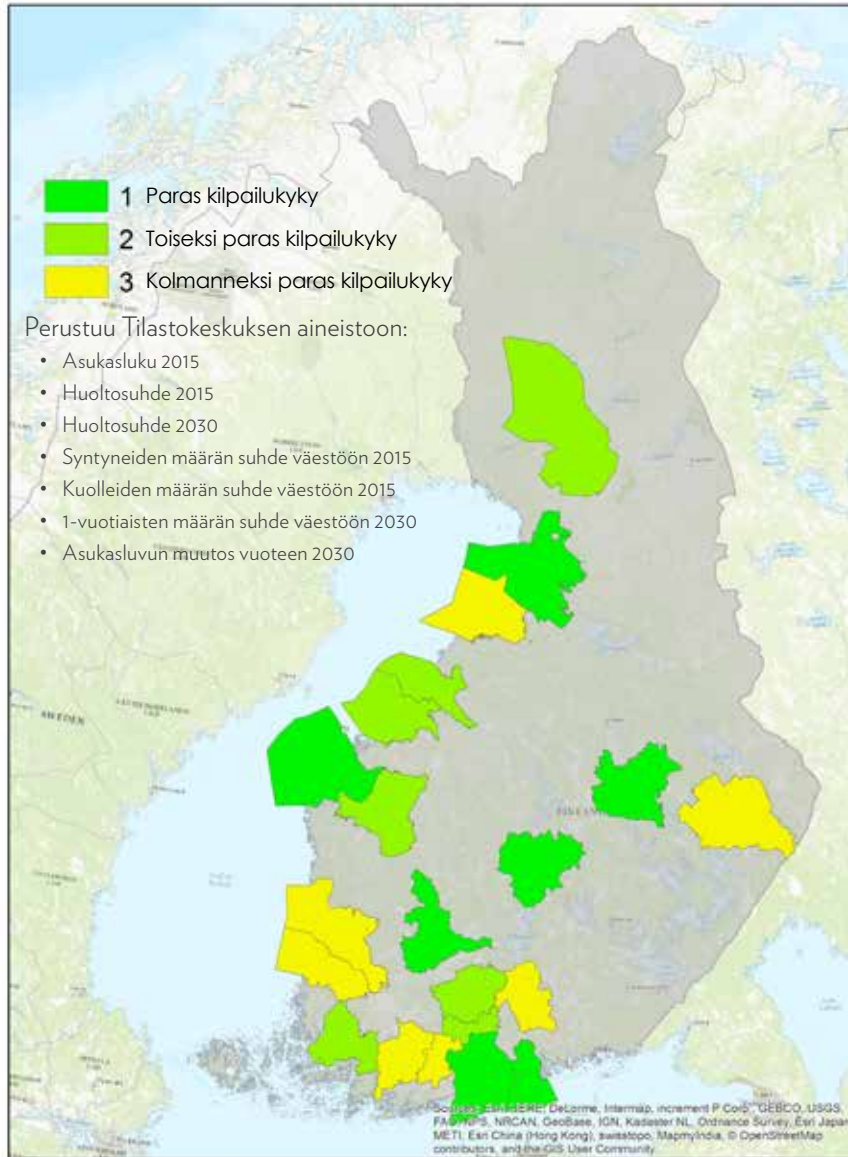 1 Paras kilpailukyky
2 Toiseksi paras kilpailukyky
3 Kolmanneksi paras kilpailukyky
Perustuu Tilastokeskuksen aineistoon:
• Asukasluku 2015
• Huoltosuhde 2015
• Huoltosuhde 2030
• Syntyneiden määrän suhde väestöön 2015
• Kuolleiden määrän suhde väestöön 2015
• 1-vuotiaisten määrän suhde väestöön 2030
• Asukasluvun muutos vuoteen 2030
SWEDEN
Sources: Esri, HERE, DeLorme, Intermap, increment P Corp., GEBCO, USGS,
FAO, NPS, NRCAN, GeoBase, IGN, Kadaster NL, Ordnance Survey, Esri Japan,
METI, Esri China (Hong Kong), swisstopo, MapmyIndia, © OpenStreetMap
contributors, and the GIS User Community